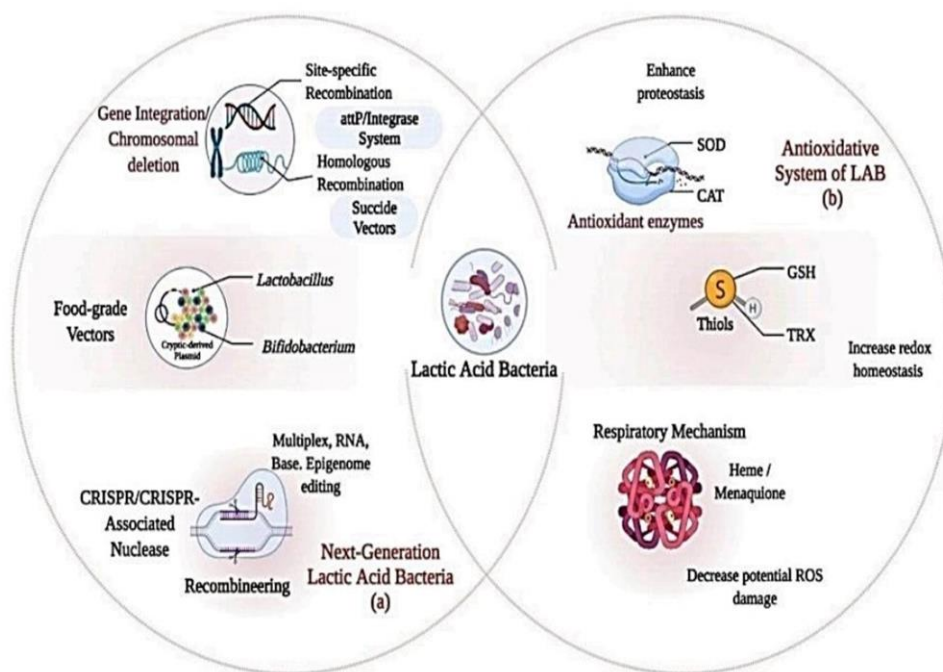 Site-specific
Recombination
Gene Integration/
Chromosomal
deletion
attP/Integrase
System
Homologous
Recombination
Succide
Vectors
Food-grade
Vectors
Lactobacillus
Cryptic-derived
Plasmid
Bifidobacterium
Multiplex, RNA,
Base. Epigenome
editing
CRISPR/CRISPR-
Associated
Nuclease
Recombineering
Next-Generation
Lactic Acid Bacteria
(a)
Lactic Acid Bacteria
Enhance
proteostasis
SOD
CAT
Antioxidant enzymes
Antioxidative
System of LAB
(b)
S
H
Thiols
GSH
TRX
Increase redox
homeostasis
Respiratory Mechanism
Heme /
Menaquione
Decrease potential ROS
damage